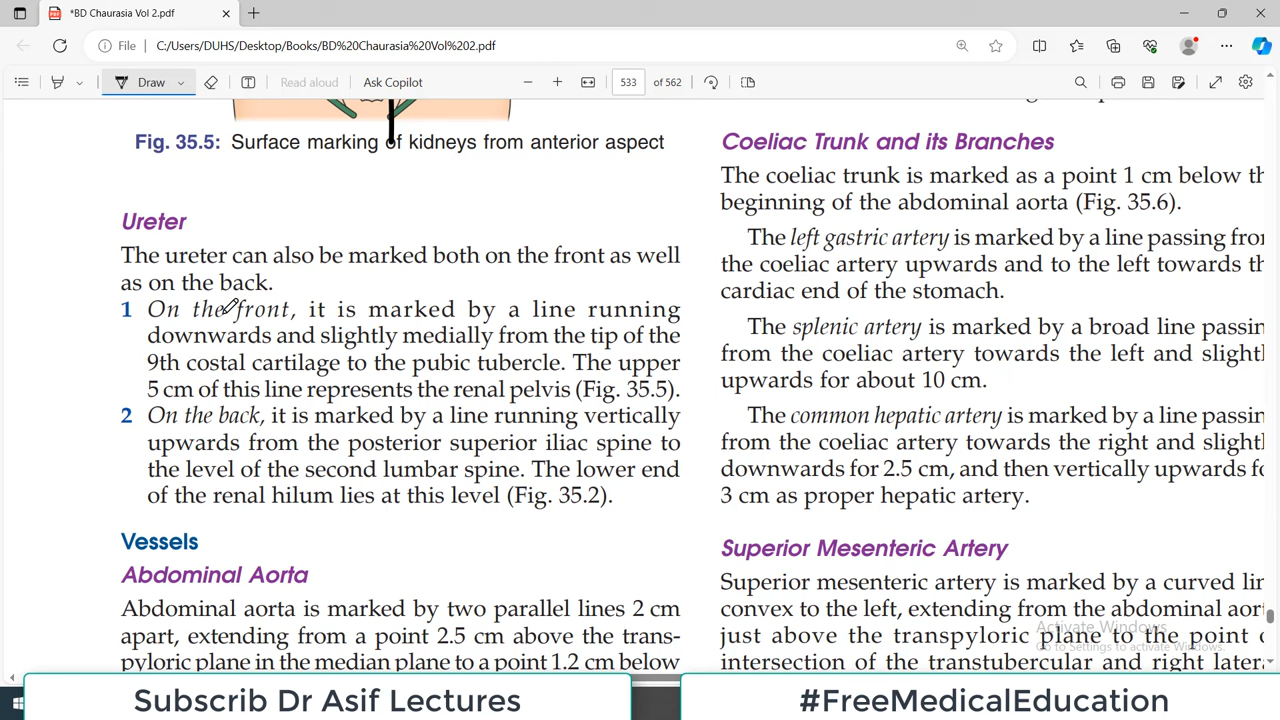 *BD Chaurasia Vol 2.pdf
File C:/Users/DUHS/Desktop/Books/BD%20Chaurasia%20Vol%202.pdf
Draw Read aloud Ask Copilot 533 of 562
Fig. 35.5: Surface marking of kidneys from anterior aspect
Ureter
The ureter can also be marked both on the front as well
as on the back.
1 On the front, it is marked by a line running
downwards and slightly medially from the tip of the
9th costal cartilage to the pubic tubercle. The upper
5 cm of this line represents the renal pelvis (Fig. 35.5).
2 On the back, it is marked by a line running vertically
upwards from the posterior superior iliac spine to
the level of the second lumbar spine. The lower end
of the renal hilum lies at this level (Fig. 35.2).
Vessels
Abdominal Aorta
Abdominal aorta is marked by two parallel lines 2 cm
apart, extending from a point 2.5 cm above the trans-
pyloric plane in the median plane to a point 1.2 cm below
Coeliac Trunk and its Branches
The coeliac trunk is marked as a point 1 cm below th
beginning of the abdominal aorta (Fig. 35.6).
The left gastric artery is marked by a line passing from
the coeliac artery upwards and to the left towards th
cardiac end of the stomach.
The splenic artery is marked by a broad line passin
from the coeliac artery towards the left and slightl
upwards for about 10 cm.
The common hepatic artery is marked by a line passin
from the coeliac artery towards the right and slightl
downwards for 2.5 cm, and then vertically upwards fo
3 cm as proper hepatic artery.
Superior Mesenteric Artery
Superior mesenteric artery is marked by a curved lin
convex to the left, extending from the abdominal aort
just above the transpyloric plane to the point o
intersection of the transtubercular and right latera
Activate Windows
Go to Settings to activate Windows.
Subscrib Dr Asif Lectures
#FreeMedicalEducation